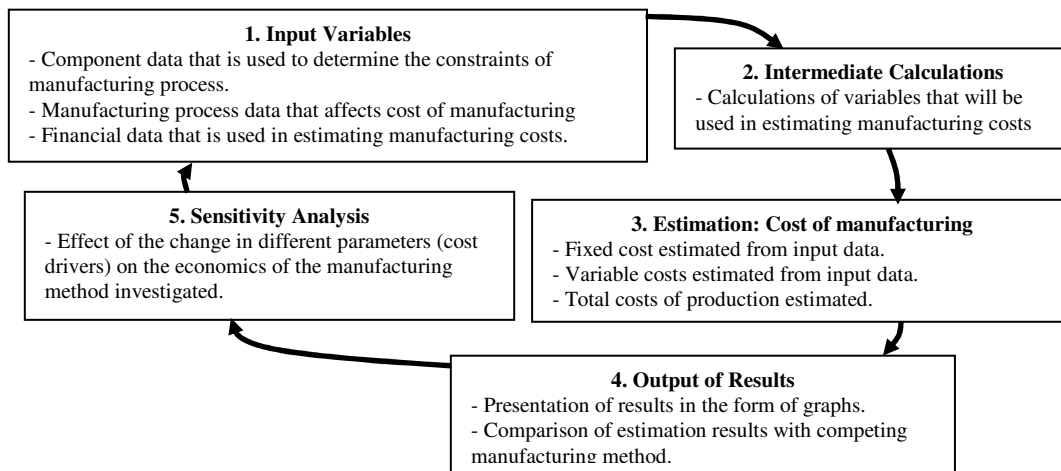 1. Input Variables
- Component data that is used to determine the constraints of
manufacturing process.
- Manufacturing process data that affects cost of manufacturing
- Financial data that is used in estimating manufacturing costs.
2. Intermediate Calculations
- Calculations of variables that will be
used in estimating manufacturing costs
3. Estimation: Cost of manufacturing
- Fixed cost estimated from input data.
- Variable costs estimated from input data.
- Total costs of production estimated.
4. Output of Results
- Presentation of results in the form of graphs.
- Comparison of estimation results with competing
manufacturing method.
5. Sensitivity Analysis
- Effect of the change in different parameters (cost
drivers) on the economics of the manufacturing
method investigated.